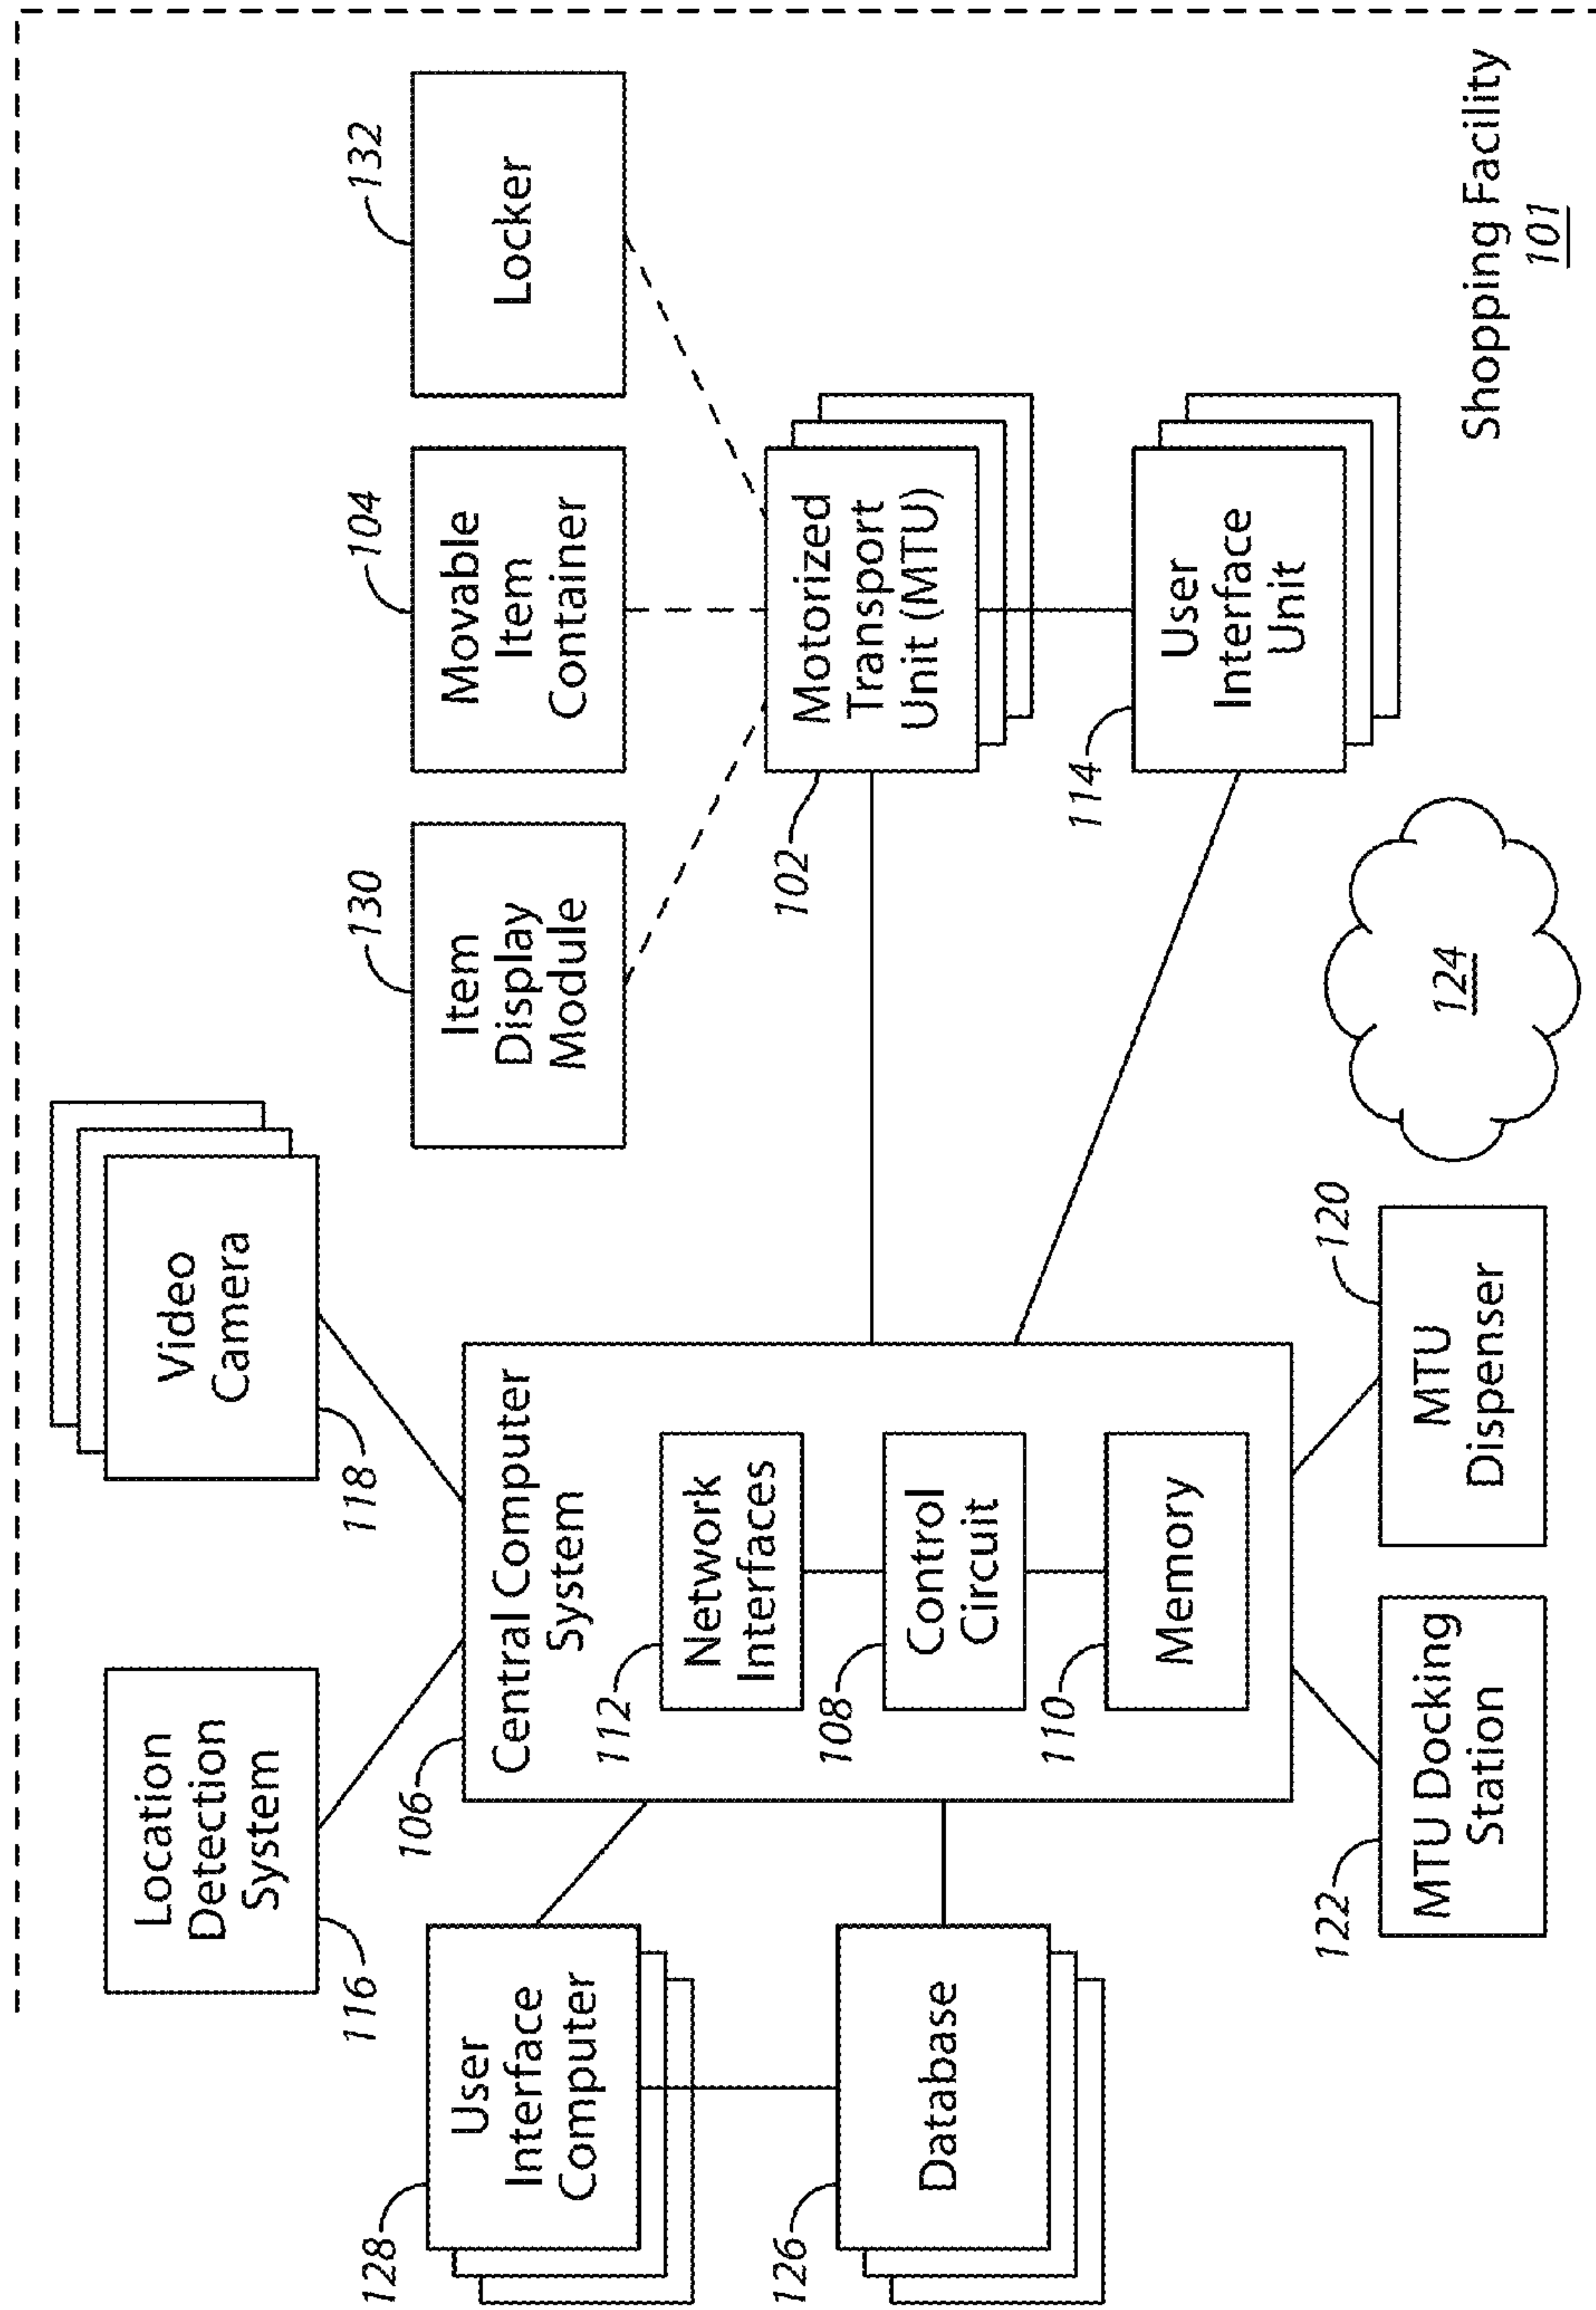 116
Location
Detection
System
118
Video
Camera
128
User
Interface
Computer
126
Database
106
Central Computer
System
112
Network
Interfaces
108
Control
Circuit
110
Memory
122
MTU Docking
Station
120
MTU
Dispenser
130
Item
Display
Module
104
Movable
Item
Container
132
Locker
102
Motorized
Transport
Unit (MTU)
114
User
Interface
Unit
124
Shopping Facility
101